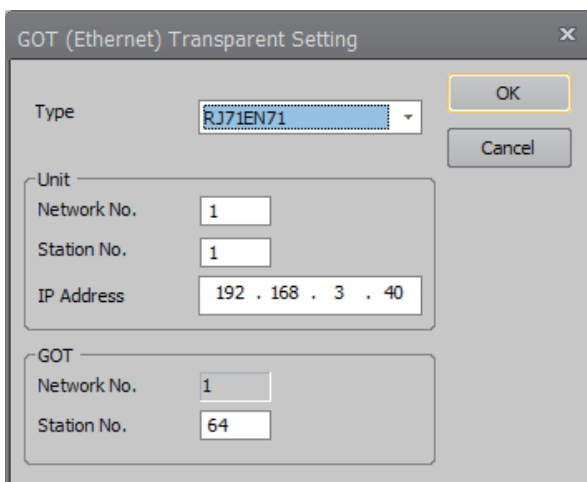 GOT (Ethernet) Transparent Setting x
Type RJ71EN71 OK
Cancel
Unit
Network No. 1
Station No. 1
IP Address 192 . 168 . 3 . 40
GOT
Network No. 1
Station No. 64